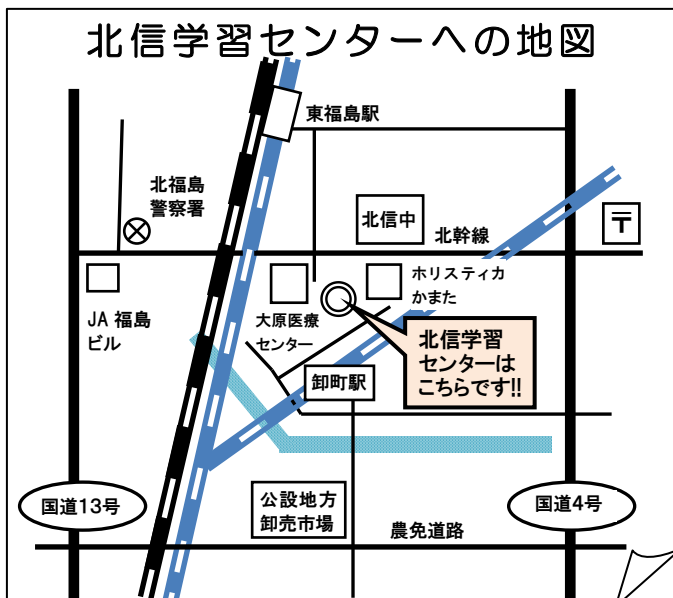 北信学習センターへの地図
東福島駅
北福島
警察署
北信中
〒
北幹線
ホリスティカ
かまた
JA 福島
ビル
大原医療
センター
北信学習
センターは
こちらです!!
卸町駅
国道13号
公設地方
卸売市場
国道4号
農免道路